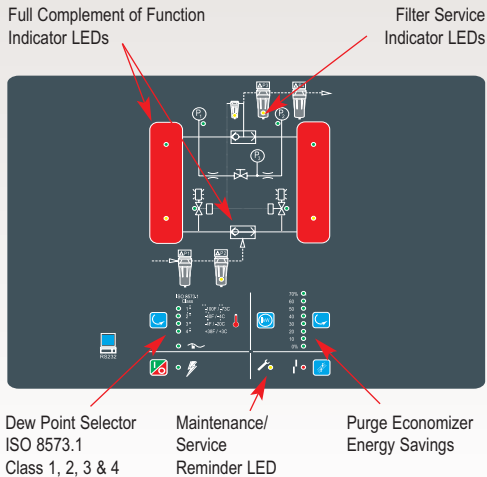 Full Complement of Function
Indicator LEDs
Filter Service
Indicator LEDs
ISO 8573.1
Class
1
2
3
4
70%
60
50
40
30
20
10
0%
RS232
Dew Point Selector
ISO 8573.1
Class 1, 2, 3 & 4
Maintenance/
Service
Reminder LED
Purge Economizer
Energy Savings